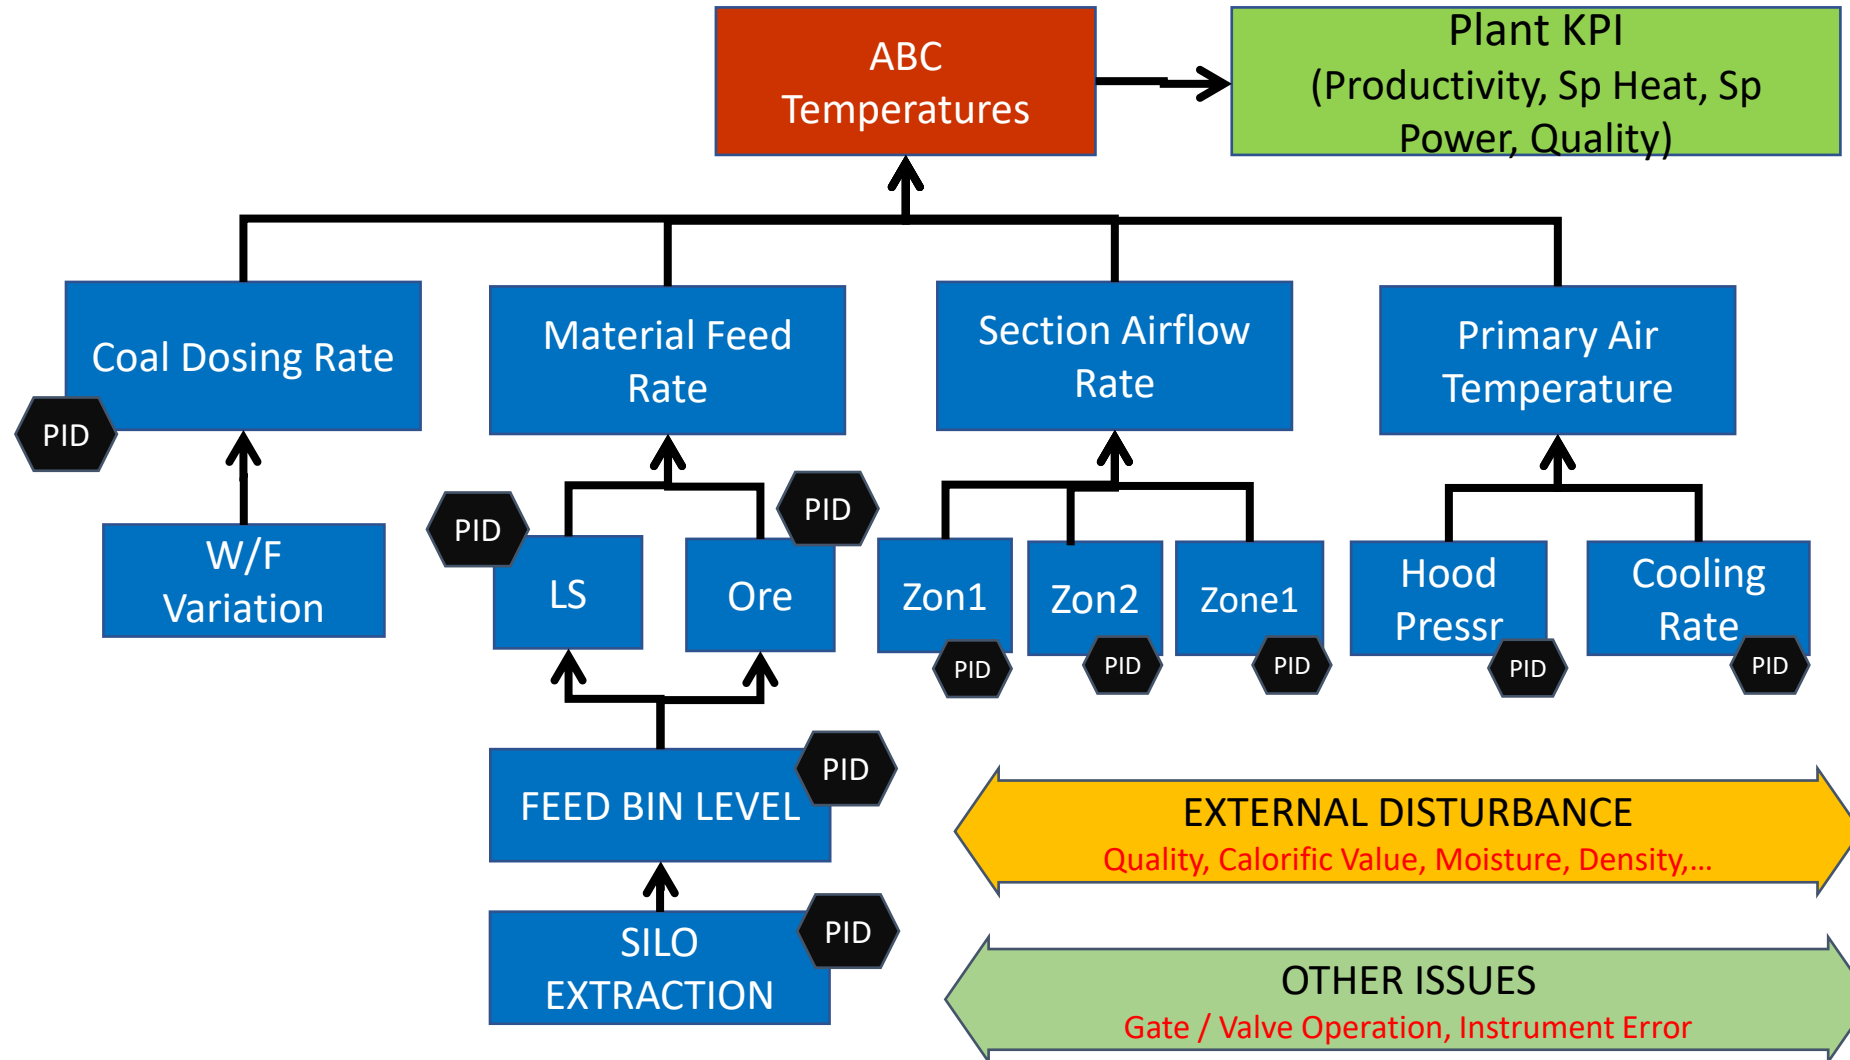 ABC
Temperatures
Plant KPI
(Productivity, Sp Heat, Sp
Power, Quality)
Coal Dosing Rate
PID
Material Feed
Rate
Section Airflow
Rate
Primary Air
Temperature
W/F
Variation
PID
LS
PID
Ore
Zon1
PID
Zon2
PID
Zone1
PID
Hood
Pressr
PID
Cooling
Rate
PID
FEED BIN LEVEL
PID
SILO
EXTRACTION
PID
EXTERNAL DISTURBANCE
Quality, Calorific Value, Moisture, Density,...
OTHER ISSUES
Gate / Valve Operation, Instrument Error